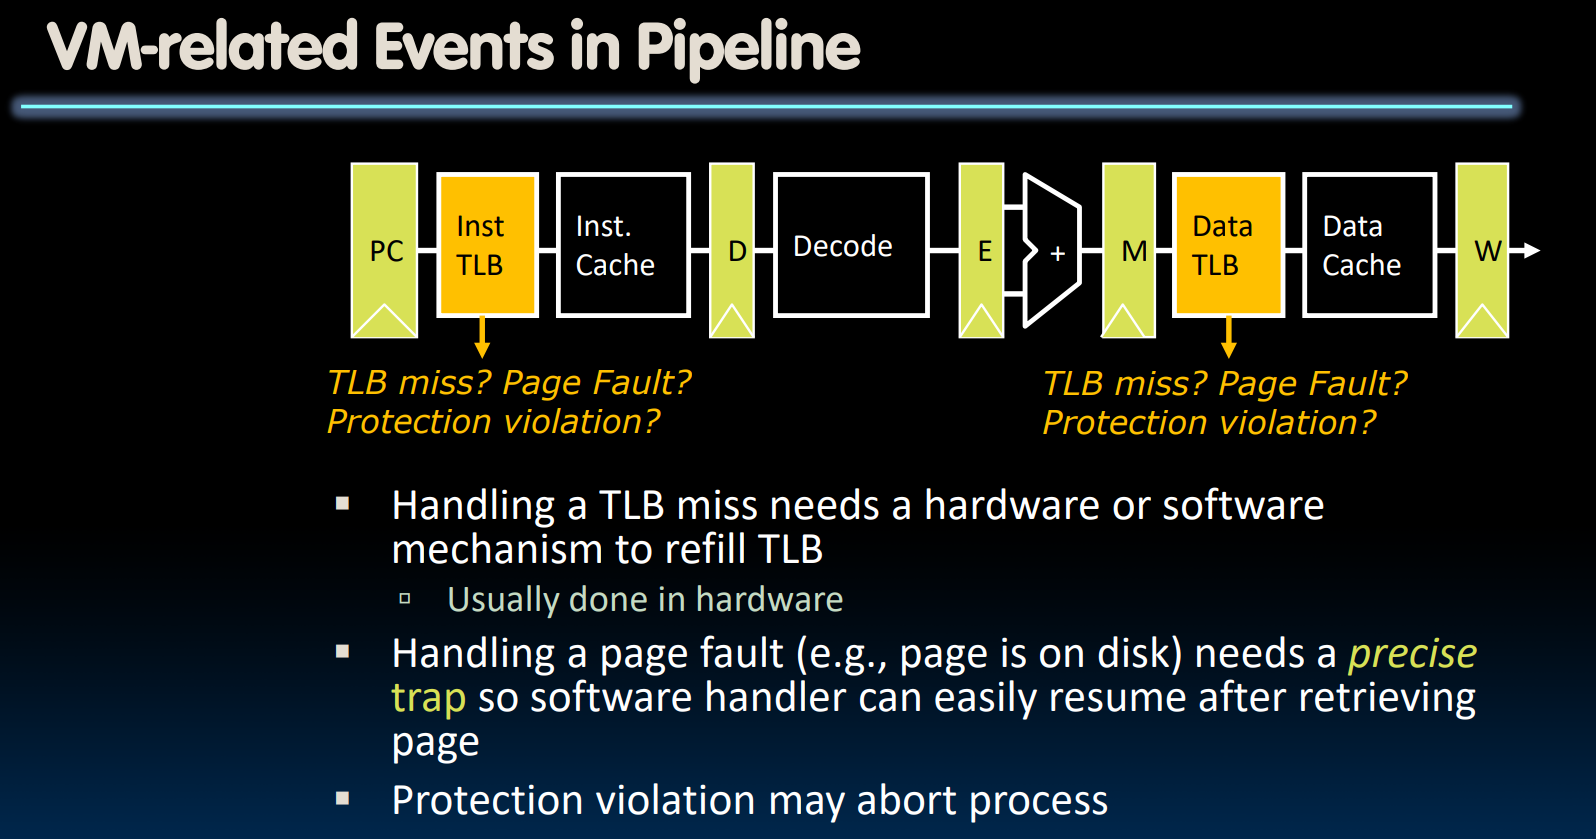 VM-related Events in Pipeline
PC
Inst
TLB
Inst.
Cache
D
Decode
E
+
M
Data
TLB
Data
Cache
W
TLB miss? Page Fault?
Protection violation?
TLB miss? Page Fault?
Protection violation?
Handling a TLB miss needs a hardware or software
mechanism to refill TLB
Usually done in hardware
Handling a page fault (e.g., page is on disk) needs a precise
trap so software handler can easily resume after retrieving
page
Protection violation may abort process